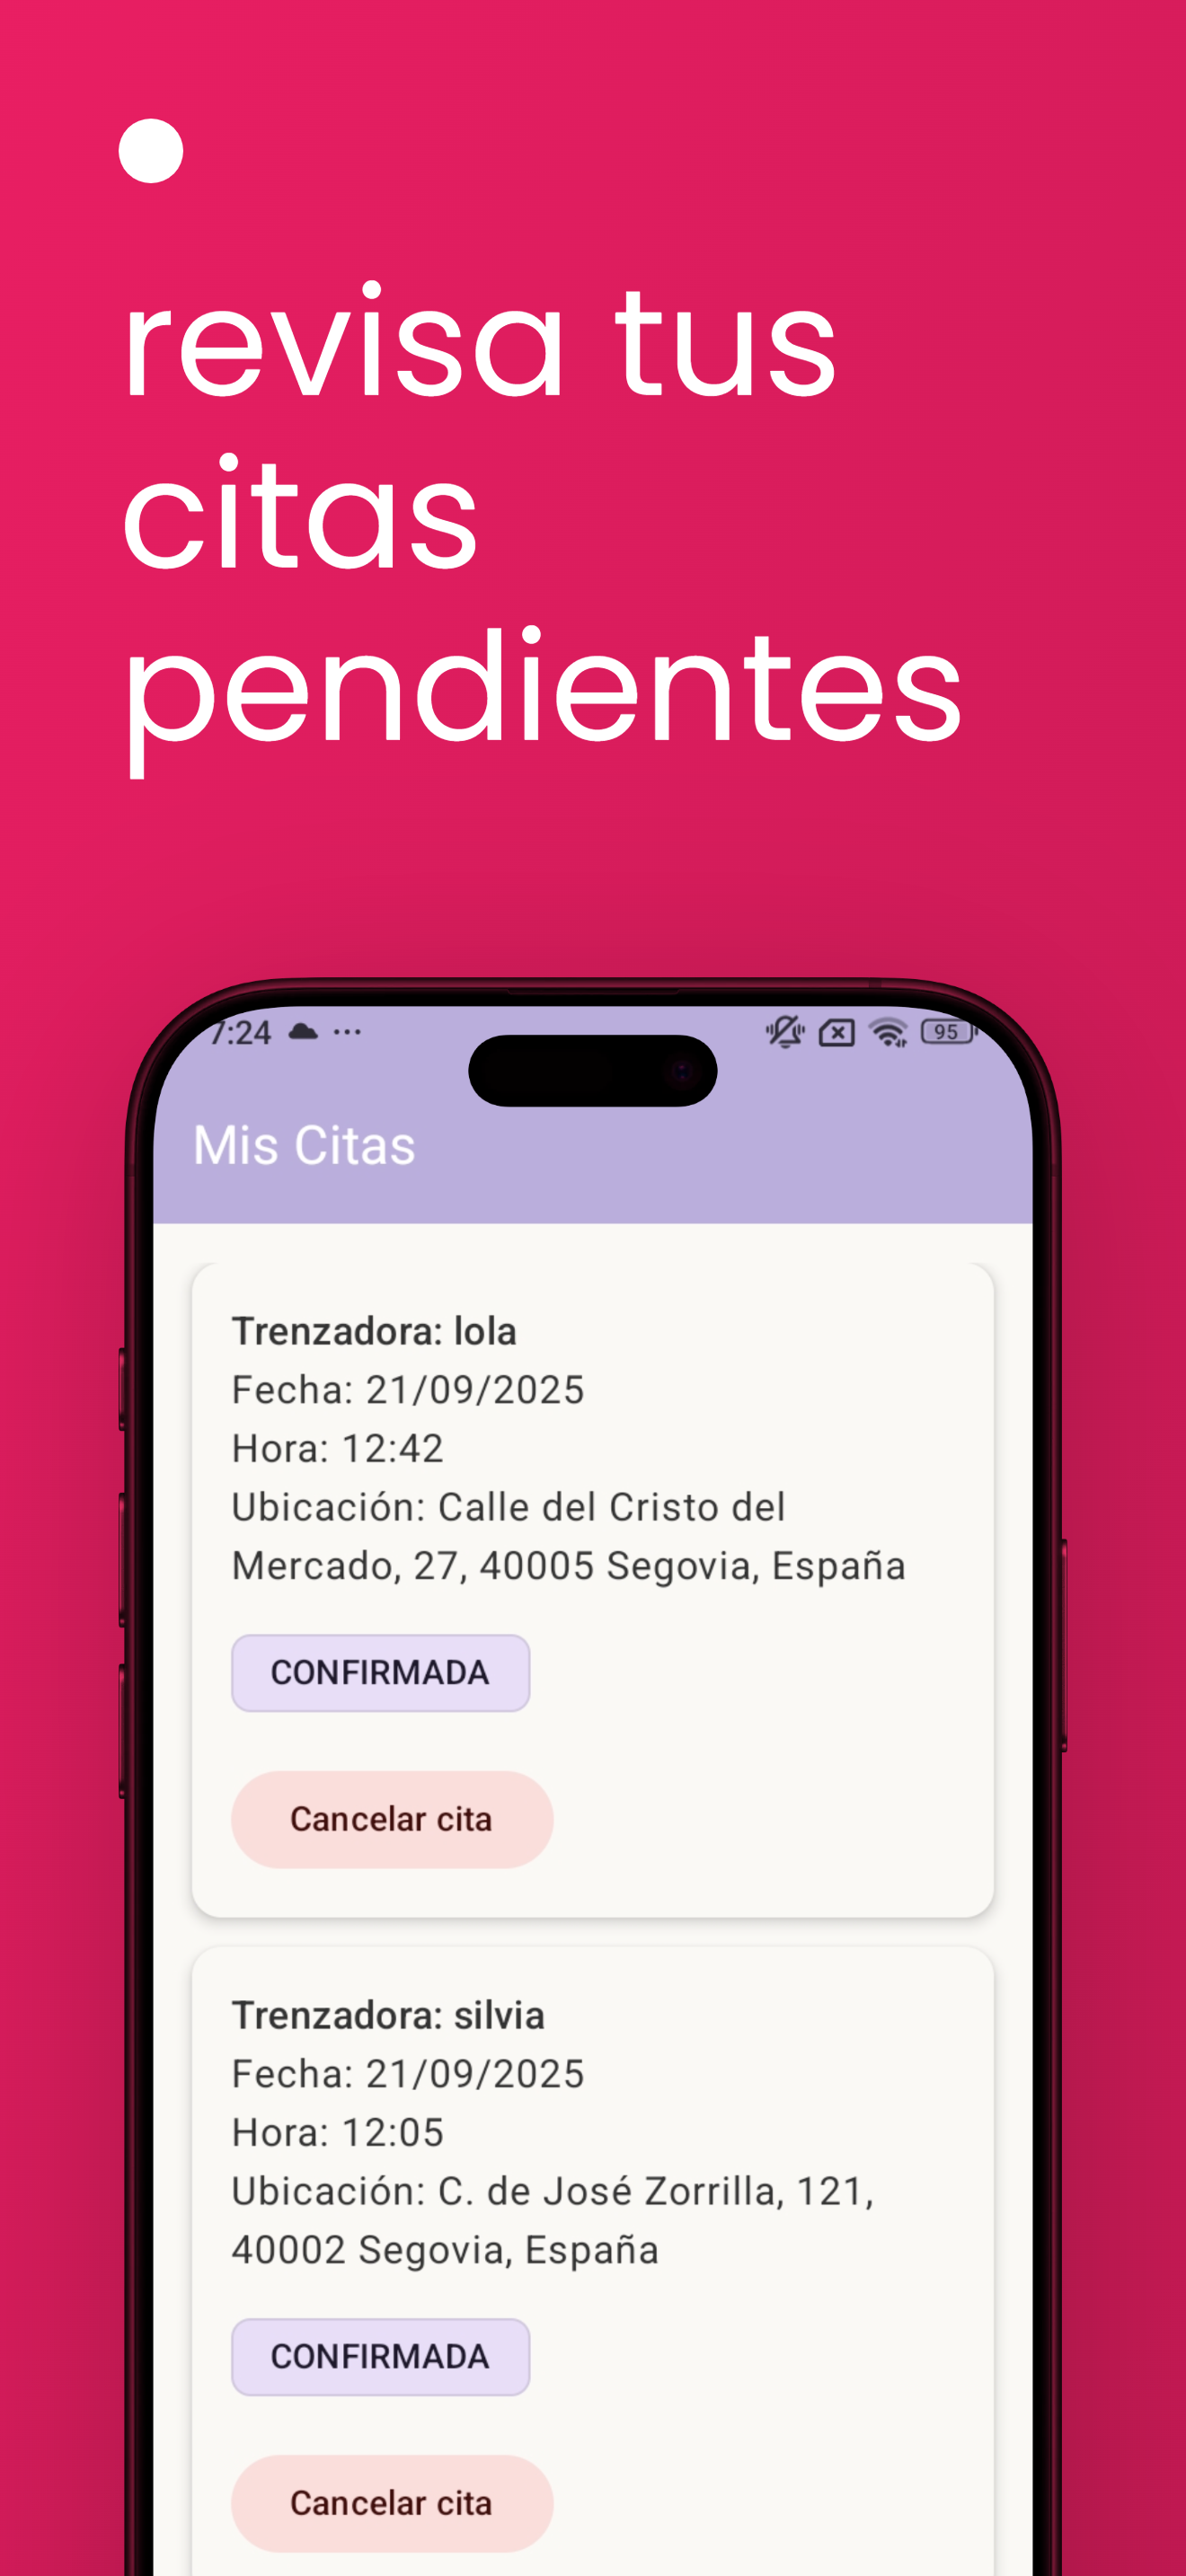 revisa tus
citas
pendientes
7:24
95
Mis Citas
Trenzadora: lola
Fecha: 21/09/2025
Hora: 12:42
Ubicación: Calle del Cristo del
Mercado, 27, 40005 Segovia, España
CONFIRMADA
Cancelar cita
Trenzadora: silvia
Fecha: 21/09/2025
Hora: 12:05
Ubicación: C. de José Zorrilla, 121,
40002 Segovia, España
CONFIRMADA
Cancelar cita